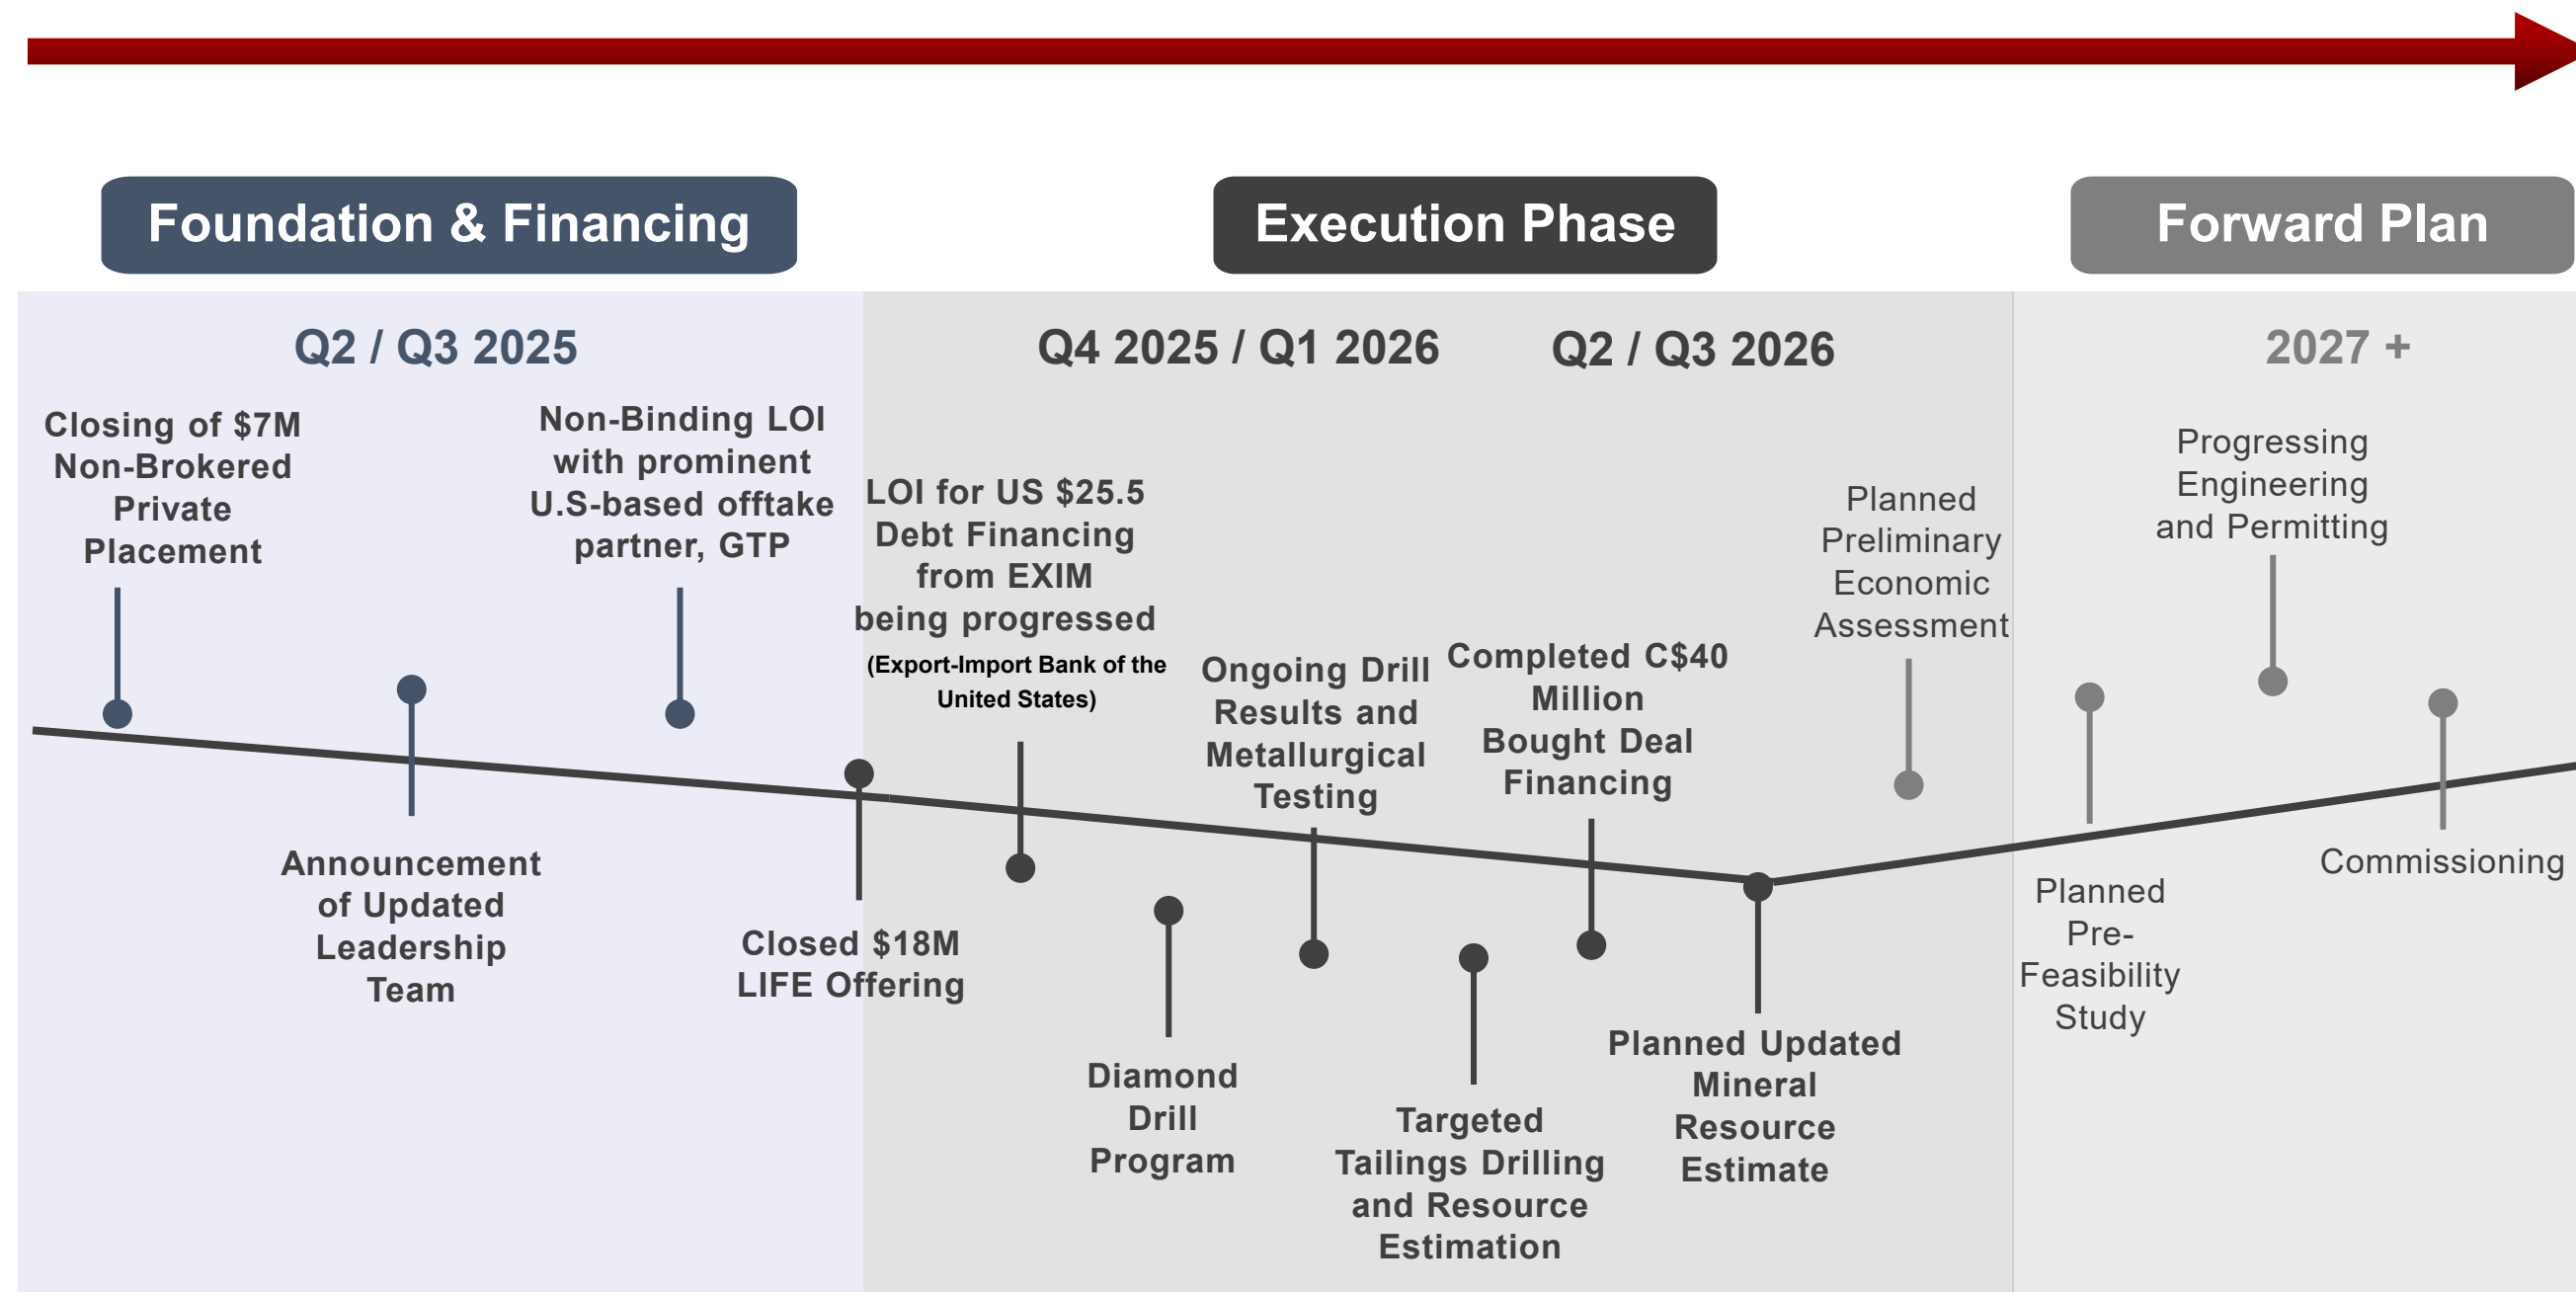 Foundation & Financing
Execution Phase
Forward Plan
Q2 / Q3 2025
Q4 2025 / Q1 2026
Q2 / Q3 2026
2027 +
Closing of $7M
Non-Brokered
Private
Placement
Announcement
of Updated
Leadership
Team
Non-Binding LOI
with prominent
U.S-based offtake
partner, GTP
Closed $18M
LIFE Offering
LOI for US $25.5
Debt Financing
from EXIM
being progressed
(Export-Import Bank of the
United States)
Diamond
Drill
Program
Ongoing Drill
Results and
Metallurgical
Testing
Targeted
Tailings Drilling
and Resource
Estimation
Completed C$40
Million
Bought Deal
Financing
Planned Updated
Mineral
Resource
Estimate
Planned
Preliminary
Economic
Assessment
Planned
Pre-
Feasibility
Study
Progressing
Engineering
and Permitting
Commissioning